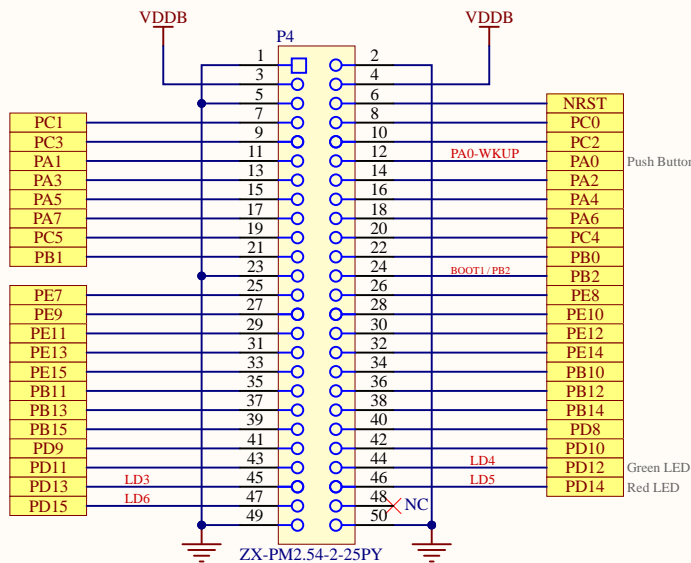 VDDB VDDB
P4
1 2
3 4
5 6 NRST
PC1 7 8 PC0
PC3 9 10 PC2
PA1 11 12 PA0-WKUP PA0 Push Button
PA3 13 14 PA2
PA5 15 16 PA4
PA7 17 18 PA6
PC5 19 20 PC4
PB1 21 22 PB0
23 24 BOOT1 / PB2 PB2
PE7 25 26 PE8
PE9 27 28 PE10
PE11 29 30 PE12
PE13 31 32 PE14
PE15 33 34 PB10
PB11 35 36 PB12
PB13 37 38 PB14
PB15 39 40 PD8
PD9 41 42 PD10
PD11 43 44 LD4 PD12 Green LED
PD13 LD3 45 46 LD5 PD14 Red LED
PD15 LD6 47 48 NC
49 50
ZX-PM2.54-2-25PY